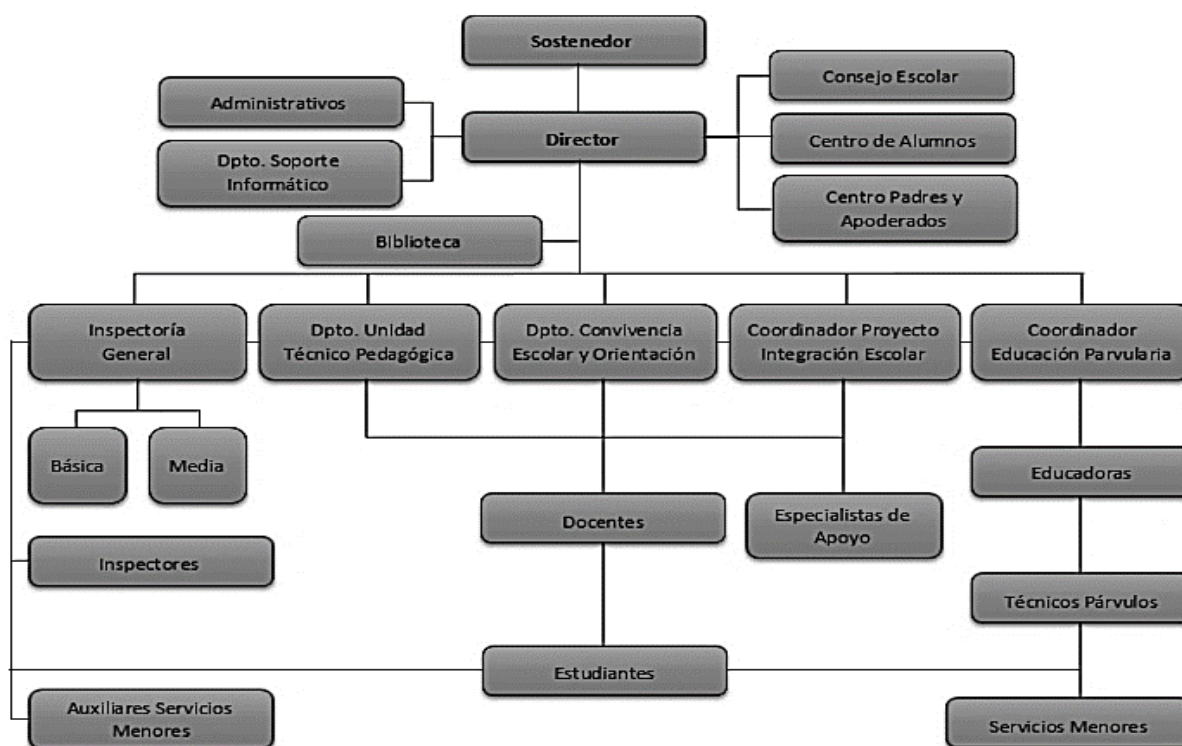 Sostenedor
Consejo Escolar
Administrativos
Director
Centro de Alumnos
Dpto. Soporte
Informático
Centro Padres y
Apoderados
Biblioteca
Inspectoría
General
Dpto. Unidad
Técnico Pedagógica
Dpto. Convivencia
Escolar y Orientación
Coordinador Proyecto
Integración Escolar
Coordinador
Educación Parvularia
Básica
Media
Educadoras
Docentes
Especialistas de
Apoyo
Inspectores
Técnicos Párvulos
Estudiantes
Auxiliares Servicios
Menores
Servicios Menores